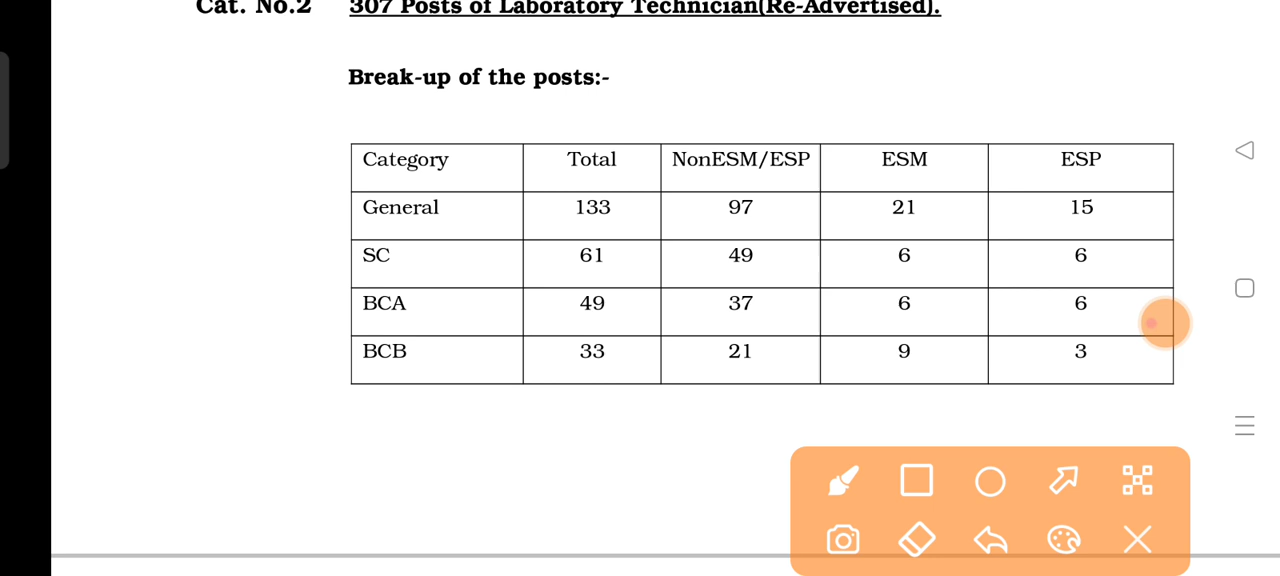 Cat. No.2 307 Posts of Laboratory Technician(Re-Advertised).
Break-up of the posts:-
Category Total NonESM/ESP ESM ESP
General 133 97 21 15
SC 61 49 6 6
BCA 49 37 6 6
BCB 33 21 9 3